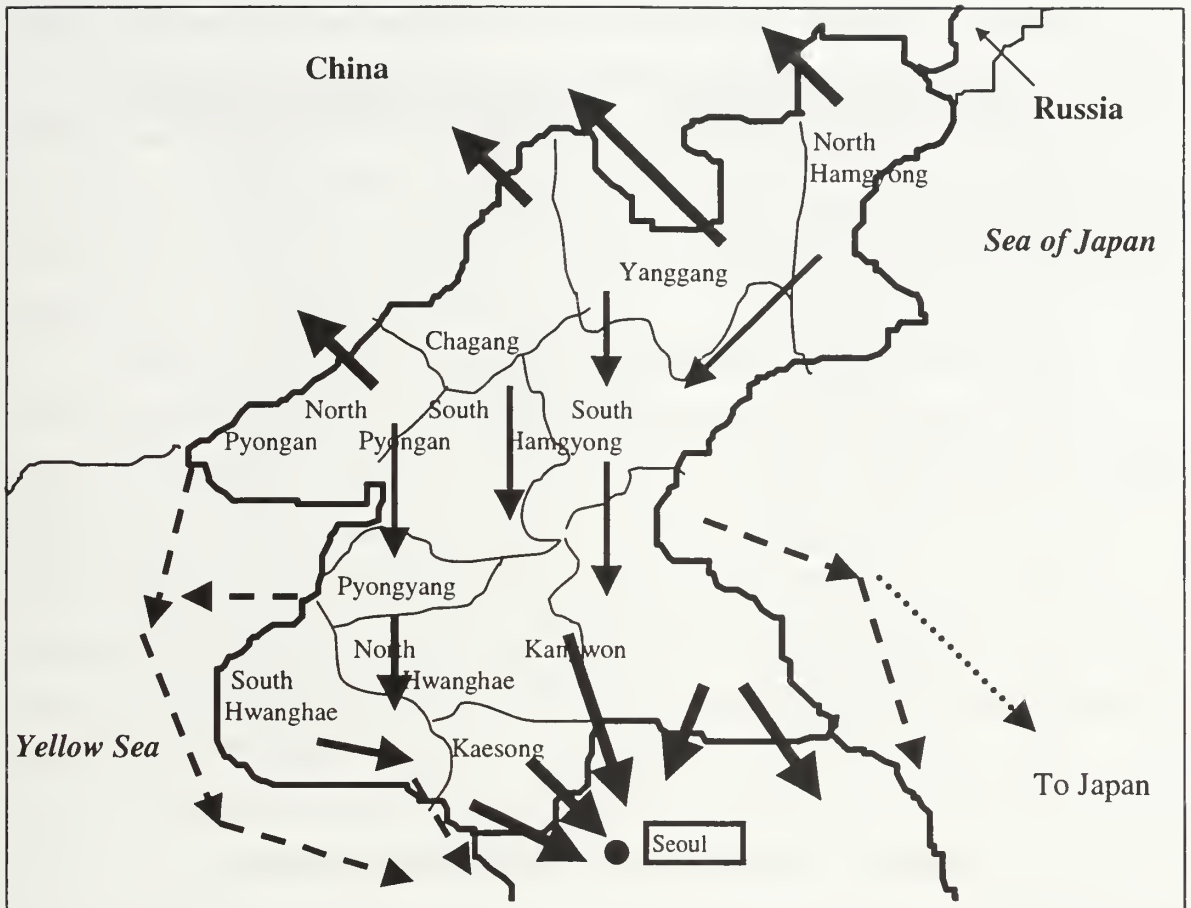 China
Russia
North
Hamgyong
Sea of Japan
Yanggang
Chagang
North
Pyongan
South
Pyongan
South
Hamgyong
Pyongyang
North
Hwanghae
Kangwon
South
Hwanghae
Yellow Sea
Kaesong
To Japan
Seoul